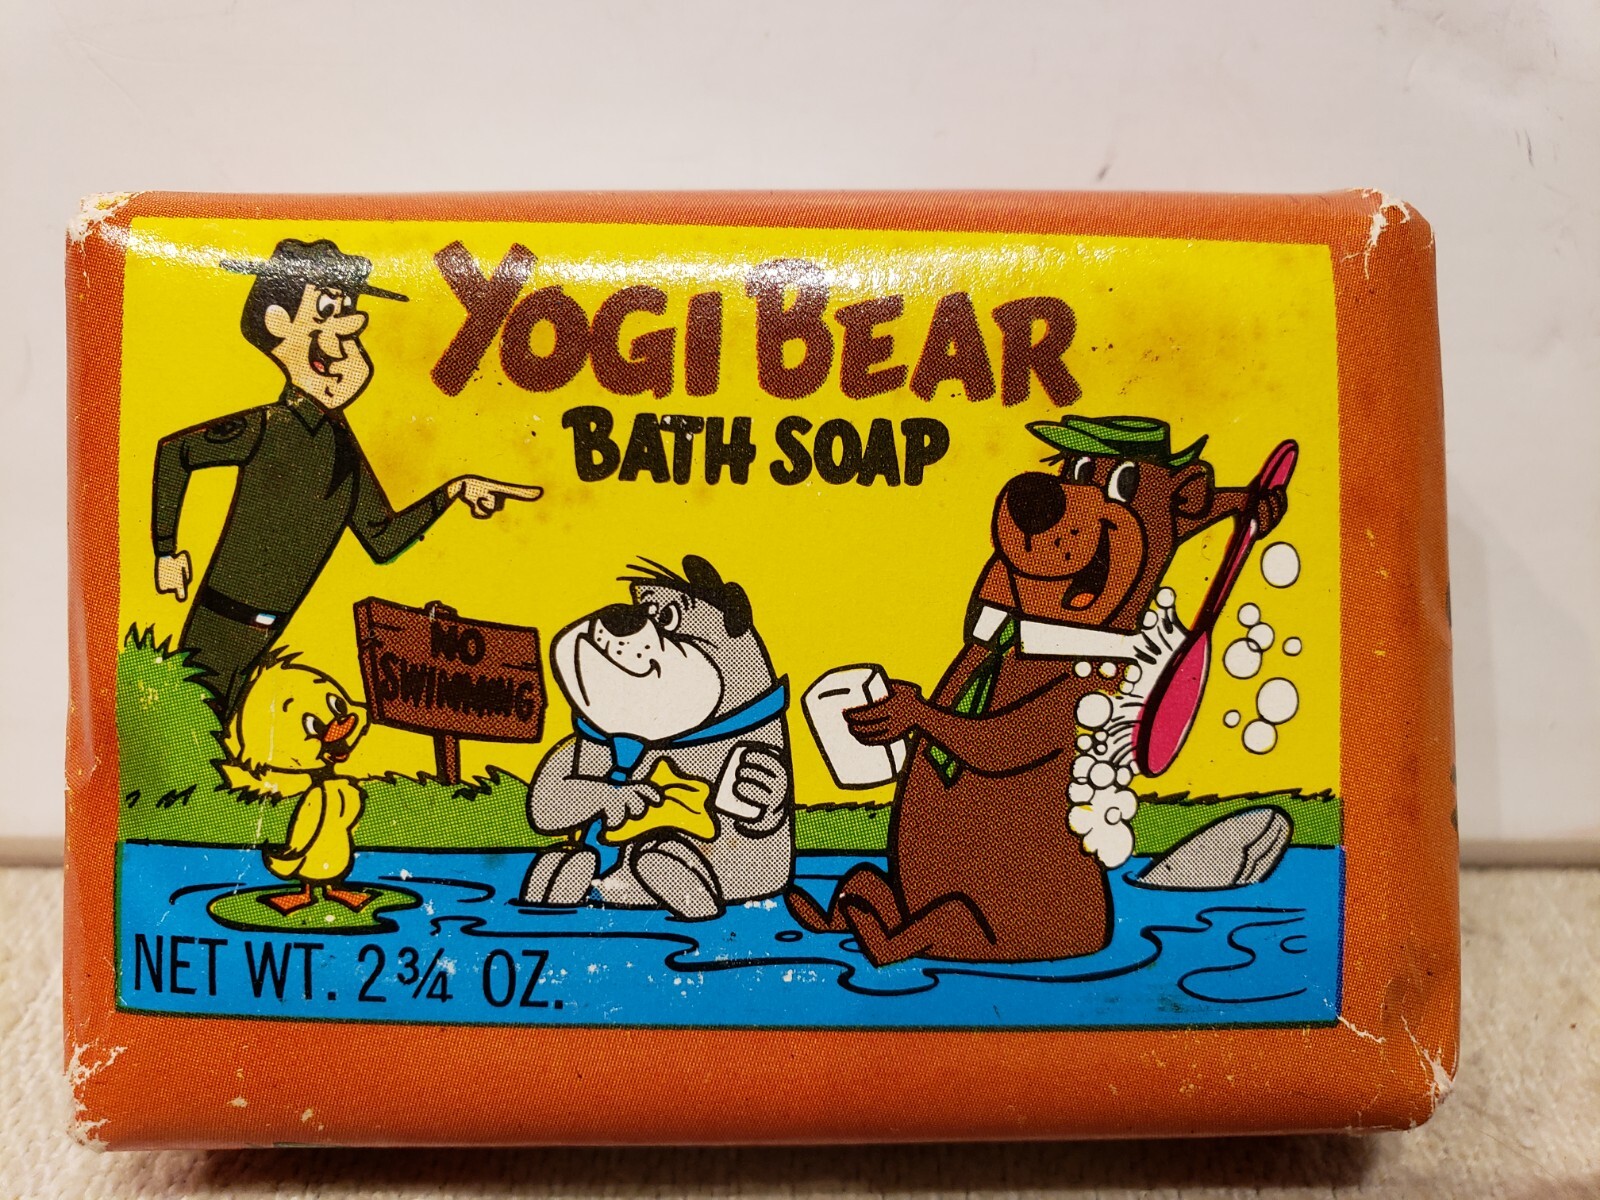 YOGI BEAR
BATH SOAP
NO
SWIMMING
NET WT. 2 3/4 OZ.